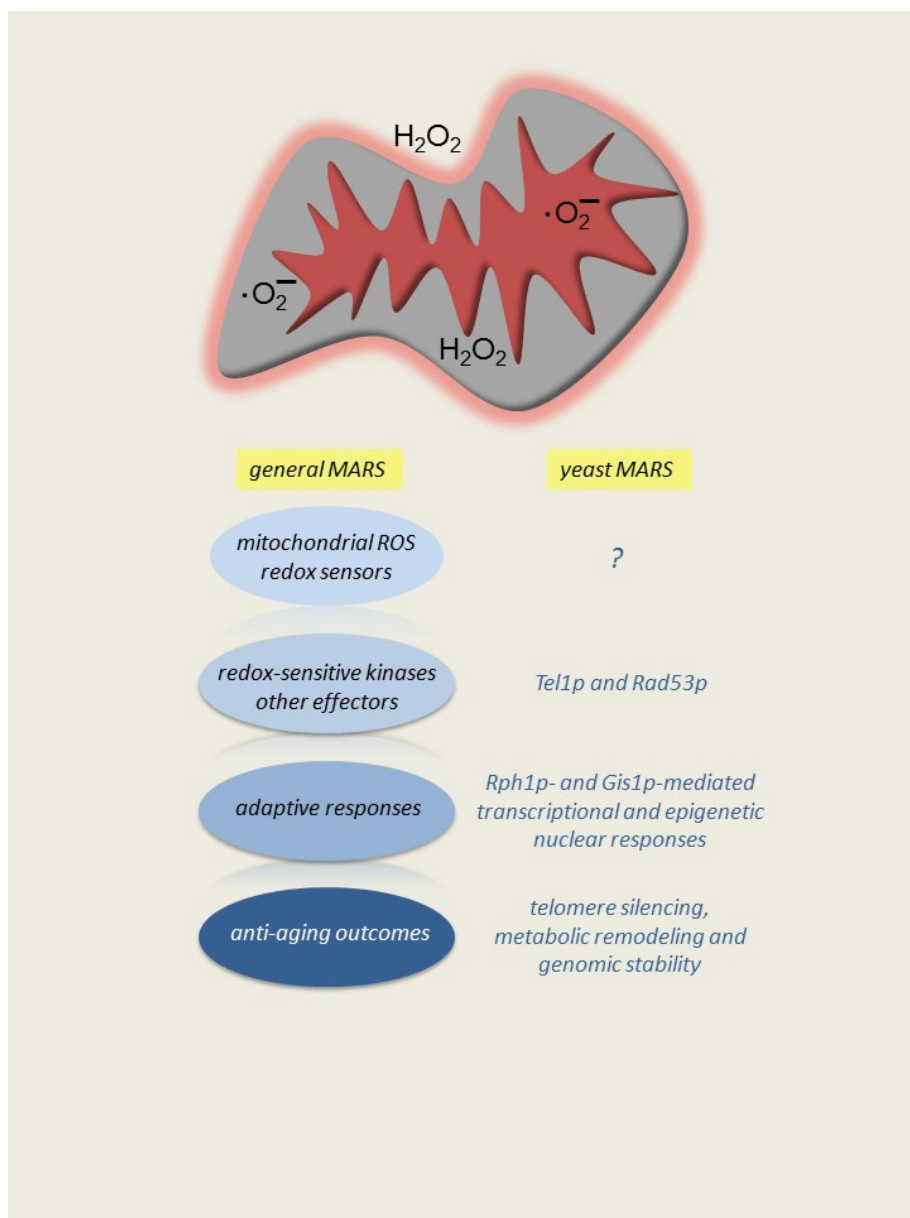 H₂O₂
·O₂⁻
·O₂⁻
H₂O₂
general MARS
yeast MARS
mitochondrial ROS
redox sensors
?
redox-sensitive kinases
other effectors
Tel1p and Rad53p
adaptive responses
Rph1p- and Gis1p-mediated
transcriptional and epigenetic
nuclear responses
anti-aging outcomes
telomere silencing,
metabolic remodeling and
genomic stability